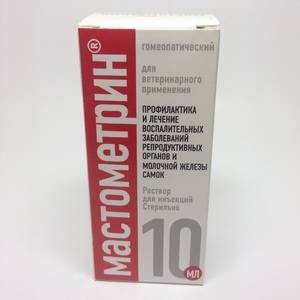 Мастометрин®
гомеопатический
для
ветеринарного
применения
ПРОФИЛАКТИКА
И ЛЕЧЕНИЕ
ВОСПАЛИТЕЛЬНЫХ
ЗАБОЛЕВАНИЙ
РЕПРОДУКТИВНЫХ
ОРГАНОВ И
МОЛОЧНОЙ ЖЕЛЕЗЫ
САМОК
Раствор
для инъекций
Стерильно
10
МЛ